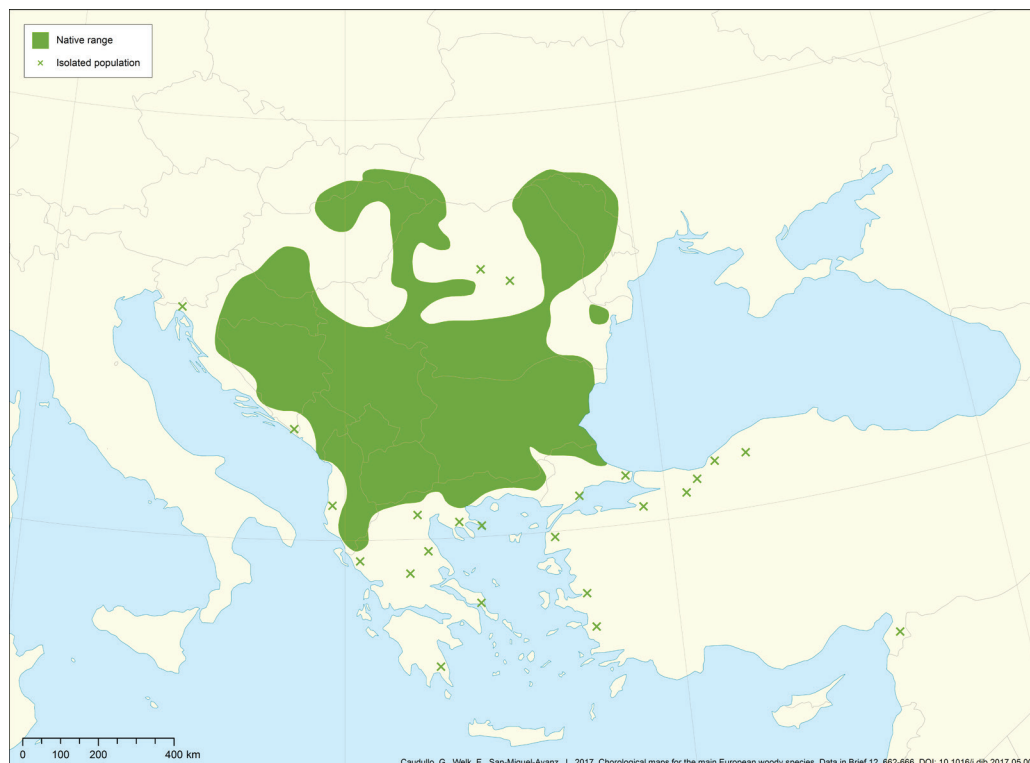 Native range
Isolated population
0 100 200 400 km
Caudullo, G., Welk, E., San-Miguel-Ayanz, J., 2017. Chorological maps for the main European woody species. Data in Brief 12, 662-666. DOI: 10.1016/j.dib.2017.05.00